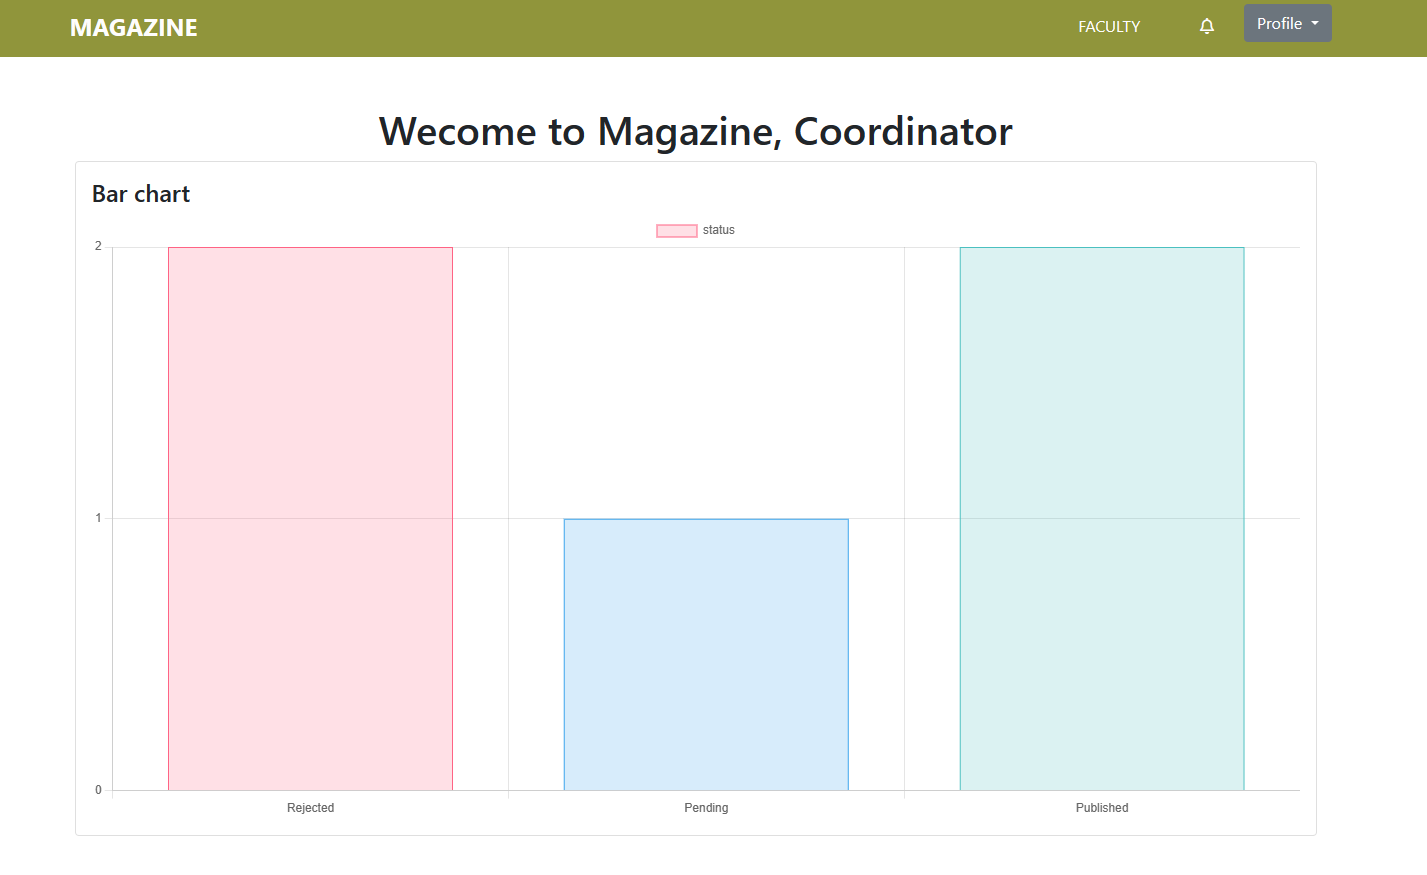 MAGAZINE
FACULTY
Profile
Wecome to Magazine, Coordinator
Bar chart
status
2
1
0
Rejected
Pending
Published